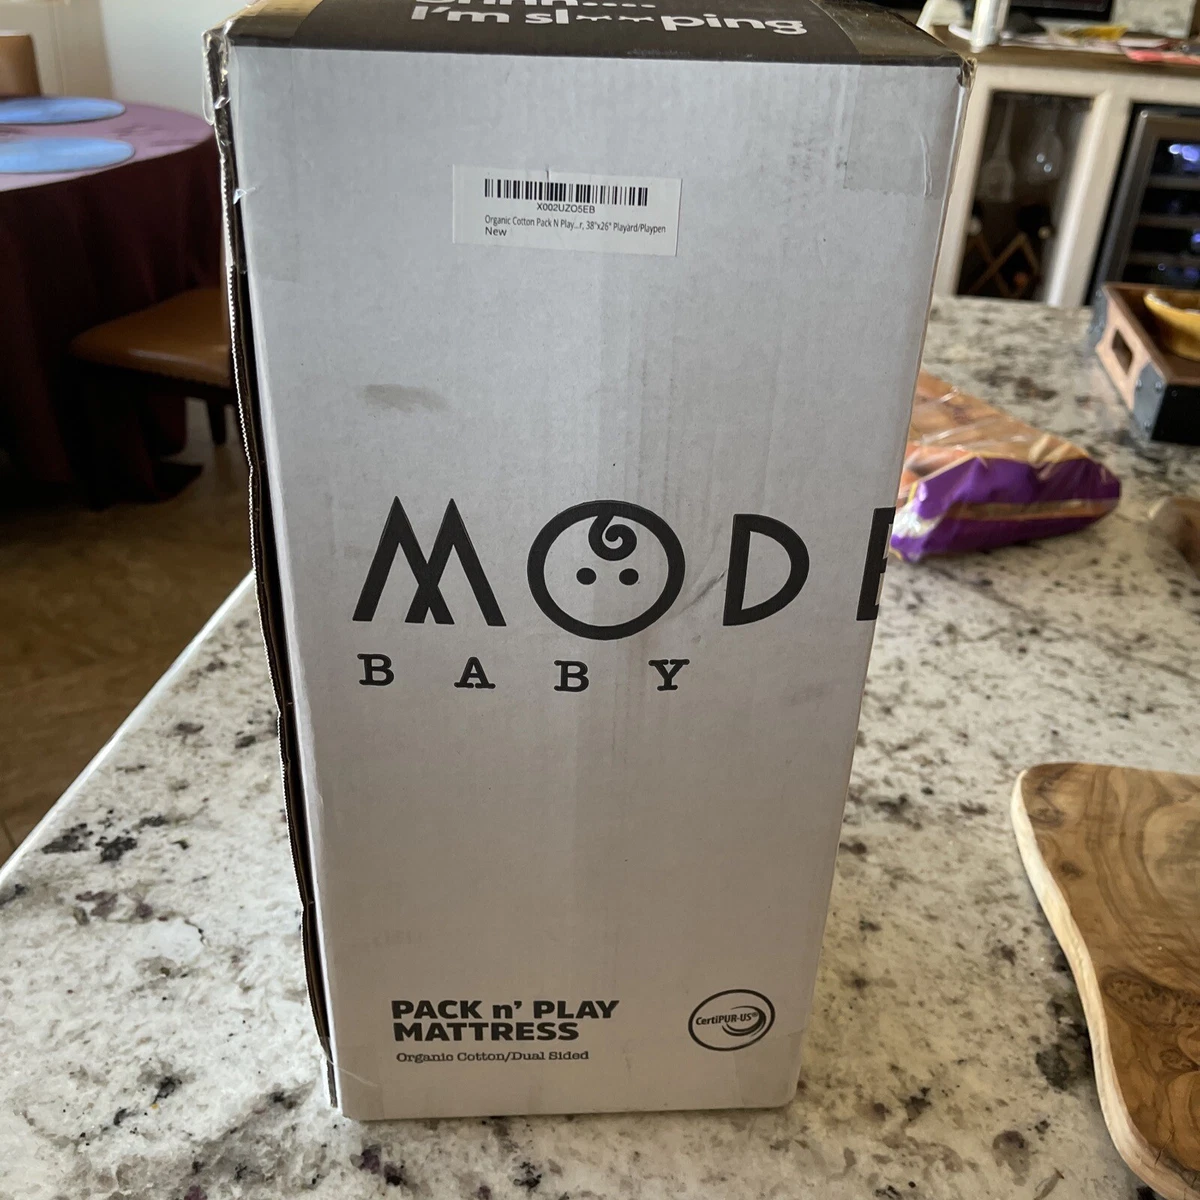 I'm sl••ping
X002UZO5EB
Organic Cotton Pack N Play...r, 38"x26" Playard/Playpen
New
MODE
BABY
PACK n' PLAY
MATTRESS
Organic Cotton/Dual Sided
CertiPUR-US®